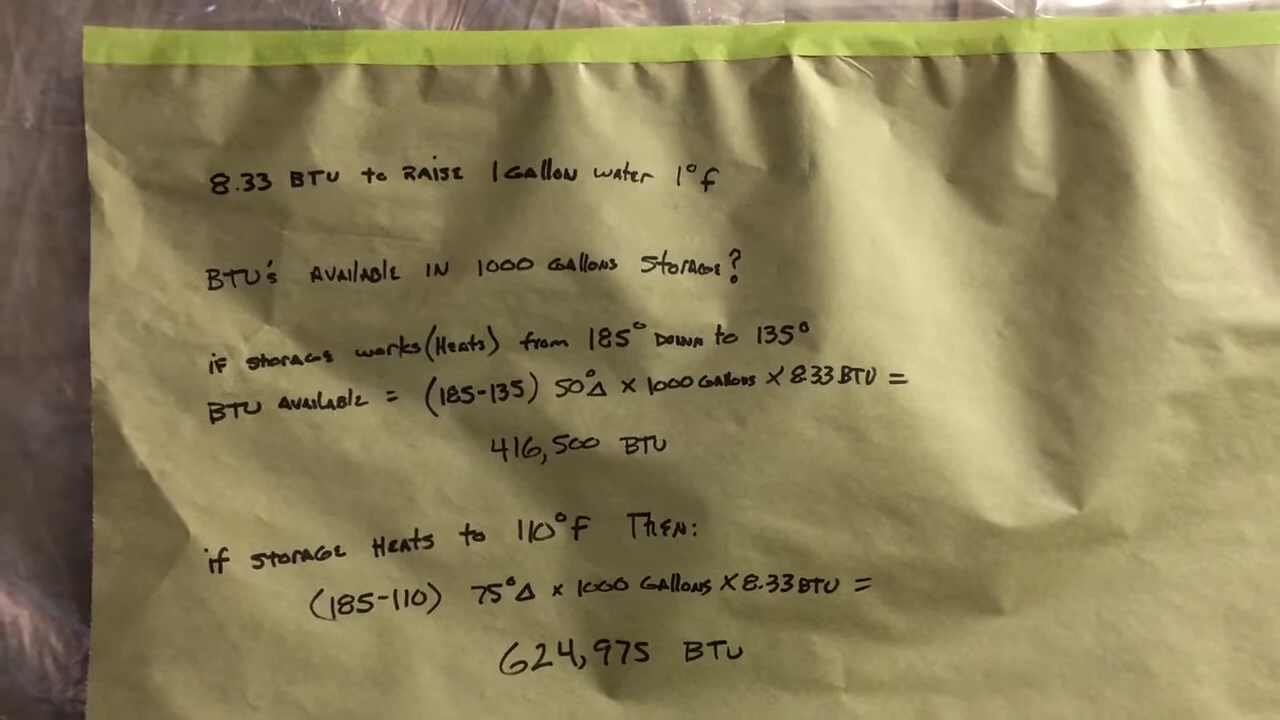 8.33 BTU to RAISE 1 GALLON WATER 1°F
BTU's AVAILABLE IN 1000 GALLONS STORAGE?
if STORAGE works (Heats) from 185° DOWN to 135°
BTU AVAILABLE = (185-135) 50°Δ x 1000 GALLONS x 8.33 BTU =
416,500 BTU
if STORAGE HEATS to 110°F THEN:
(185-110) 75°Δ x 1000 GALLONS x 8.33 BTU =
624,975 BTU